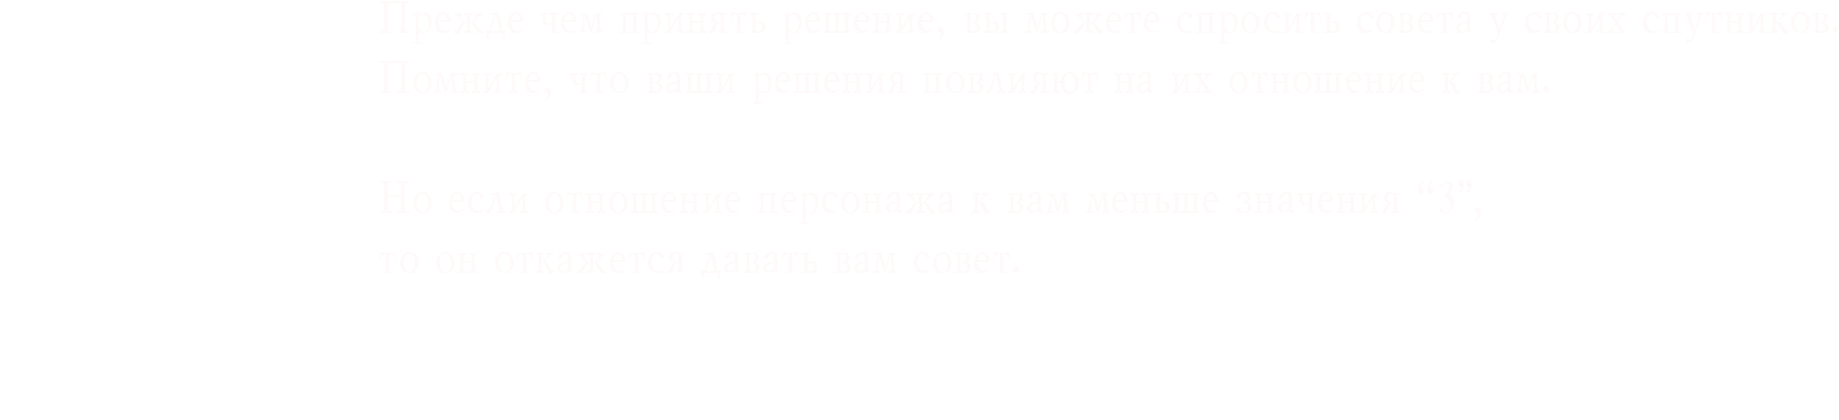 Прежде чем принять решение, вы можете спросить совета у своих спутников.
Помните, что ваши решения повлияют на их отношение к вам.
Но если отношение персонажа к вам меньше значения “3”,
то он откажется давать вам совет.